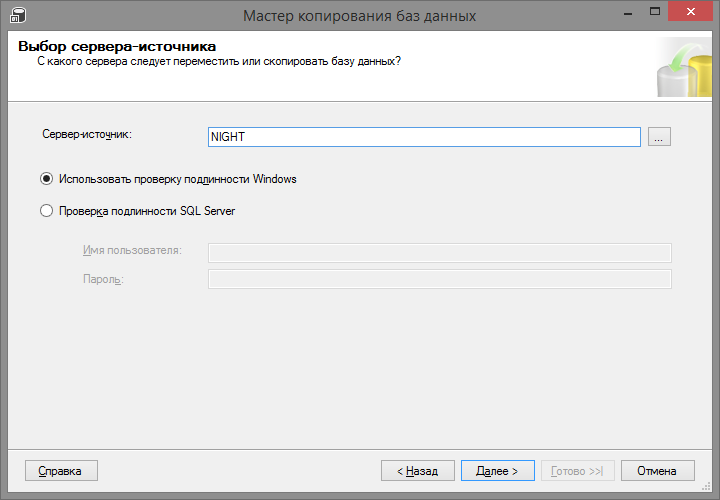 Мастер копирования баз данных
Выбор сервера-источника
С какого сервера следует переместить или скопировать базу данных?
Сервер-источник:
NIGHT
...
Использовать проверку подлинности Windows
Проверка подлинности SQL Server
Имя пользователя:
Пароль:
Справка
< Назад
Далее >
Готово >>|
Отмена